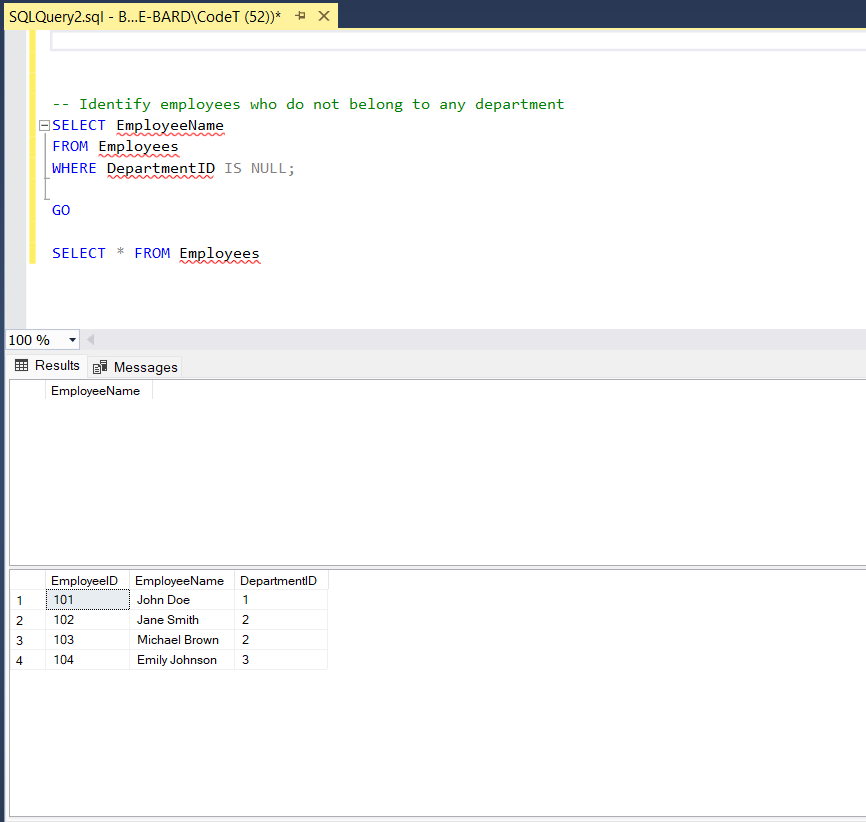 SQLQuery2.sql - B...E-BARD\CodeT (52))*
-- Identify employees who do not belong to any department
SELECT EmployeeName
FROM Employees
WHERE DepartmentID IS NULL;
GO
SELECT * FROM Employees
100 %
Results Messages
EmployeeName
EmployeeID EmployeeName DepartmentID
1 101 John Doe 1
2 102 Jane Smith 2
3 103 Michael Brown 2
4 104 Emily Johnson 3